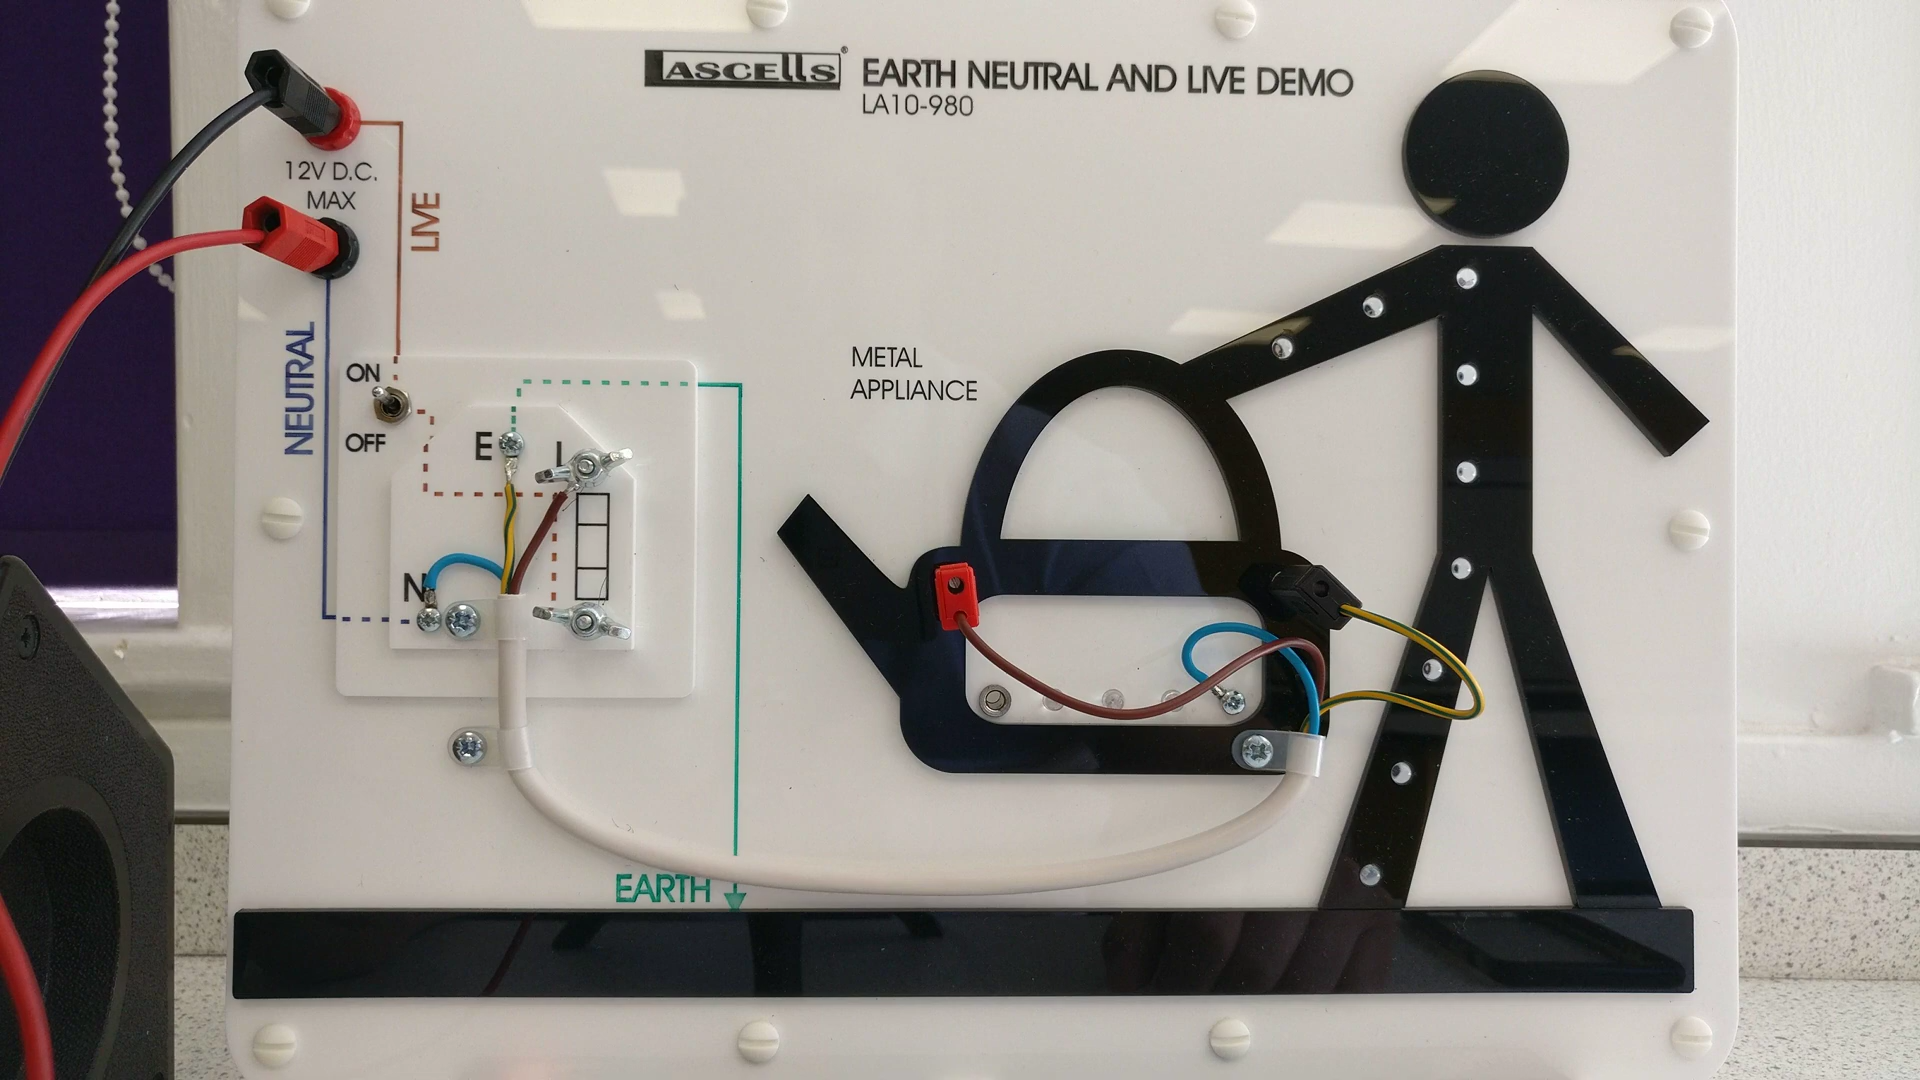 LASCELLS®
EARTH NEUTRAL AND LIVE DEMO
LA10-980
12V D.C.
MAX
LIVE
NEUTRAL
ON
OFF
E
L
N
METAL
APPLIANCE
EARTH